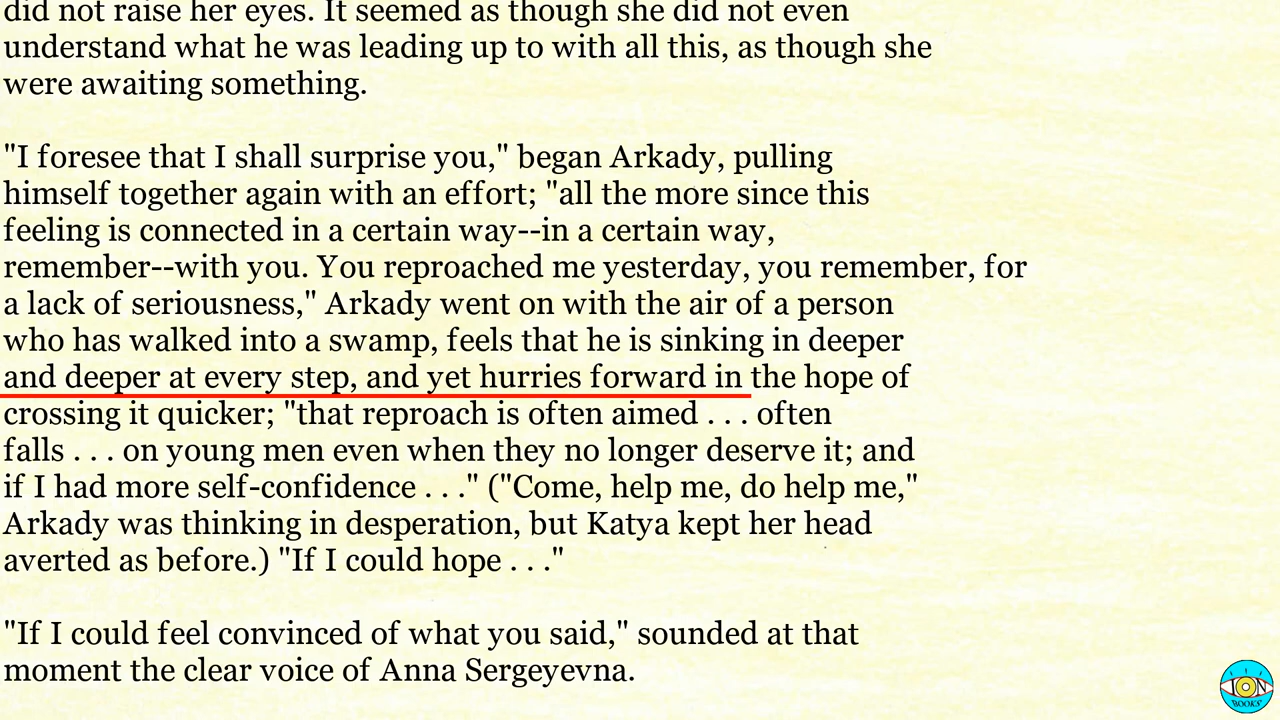 did not raise her eyes. It seemed as though she did not even
understand what he was leading up to with all this, as though she
were awaiting something.
"I foresee that I shall surprise you," began Arkady, pulling
himself together again with an effort; "all the more since this
feeling is connected in a certain way--in a certain way,
remember--with you. You reproached me yesterday, you remember, for
a lack of seriousness," Arkady went on with the air of a person
who has walked into a swamp, feels that he is sinking in deeper
and deeper at every step, and yet hurries forward in the hope of
crossing it quicker; "that reproach is often aimed . . . often
falls . . . on young men even when they no longer deserve it; and
if I had more self-confidence . . ." ("Come, help me, do help me,"
Arkady was thinking in desperation, but Katya kept her head
averted as before.) "If I could hope . . ."
"If I could feel convinced of what you said," sounded at that
moment the clear voice of Anna Sergeyevna.
ION
BOOKS